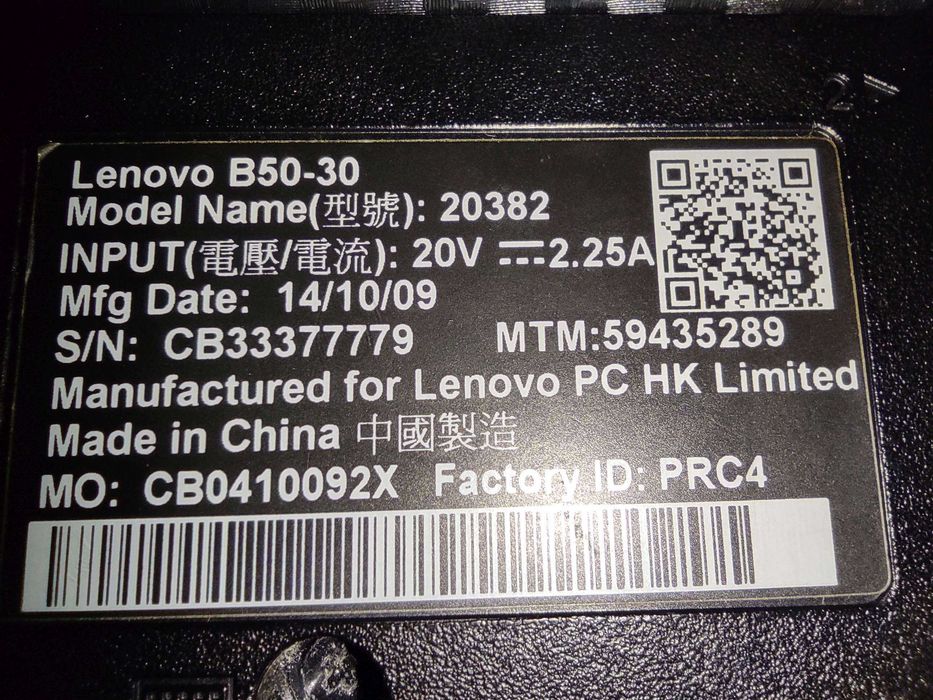 Lenovo B50-30
Model Name(型號): 20382
INPUT(電壓/電流): 20V ⎓2.25A
Mfg Date: 14/10/09
S/N: CB33377779 MTM:59435289
Manufactured for Lenovo PC HK Limited
Made in China 中國製造
MO: CB0410092X Factory ID: PRC4